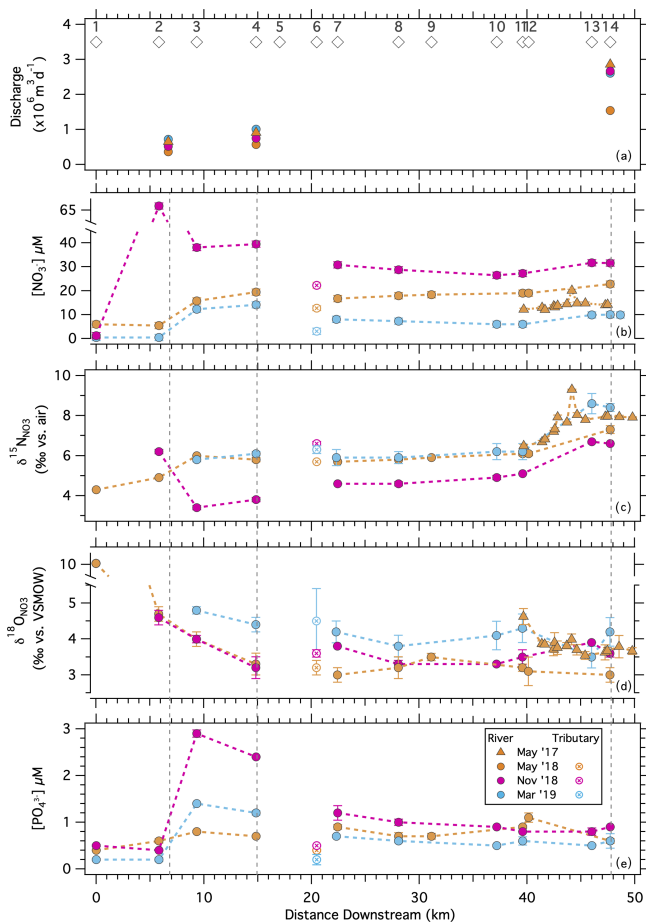 1 2 3 4 5 6 7 8 9 10 11 12 13 14
4
3
2
1
0
Discharge
(x10⁶ m³ d⁻¹)
(a)
65
40
30
20
10
0
[NO₃⁻] µM
(b)
10
8
6
4
δ¹⁵N_NO3
(‰ vs. air)
(c)
10
5
4
3
δ¹⁸O_NO3
(‰ vs. VSMOW)
(d)
3
2
1
0
[PO₄³⁻] µM
River Tributary
May '17
May '18
Nov '18
Mar '19
(e)
0 10 20 30 40 50
Distance Downstream (km)